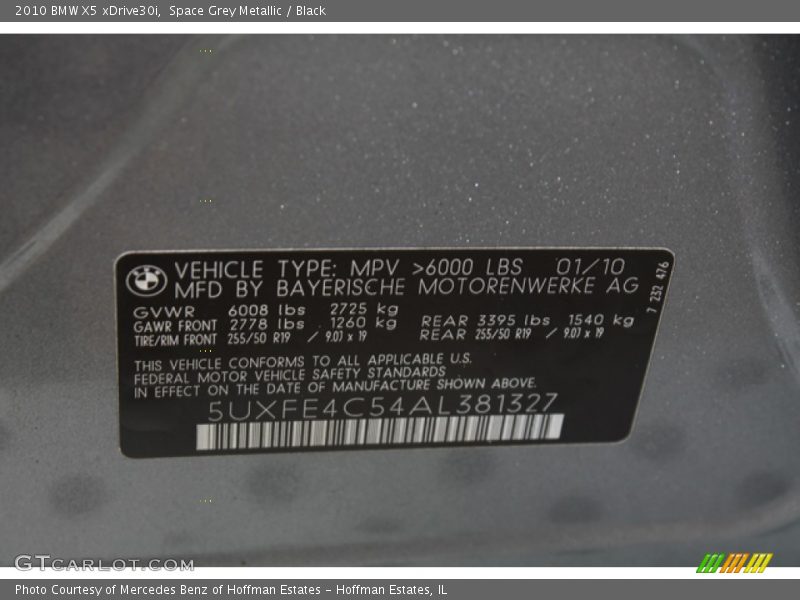 2010 BMW X5 xDrive30i, Space Grey Metallic / Black
VEHICLE TYPE: MPV >6000 LBS 01/10
MFD BY BAYERISCHE MOTORENWERKE AG
GVWR 6008 lbs 2725 kg
GAWR FRONT 2778 lbs 1260 kg REAR 3395 lbs 1540 kg
TIRE/RIM FRONT 255/50 R19 / 9.0J x 19 REAR 255/50 R19 / 9.0J x 19
THIS VEHICLE CONFORMS TO ALL APPLICABLE U.S.
FEDERAL MOTOR VEHICLE SAFETY STANDARDS
IN EFFECT ON THE DATE OF MANUFACTURE SHOWN ABOVE.
5UXFE4C54AL381327
7 232 476
GTCARLOT.COM
Photo Courtesy of Mercedes Benz of Hoffman Estates - Hoffman Estates, IL